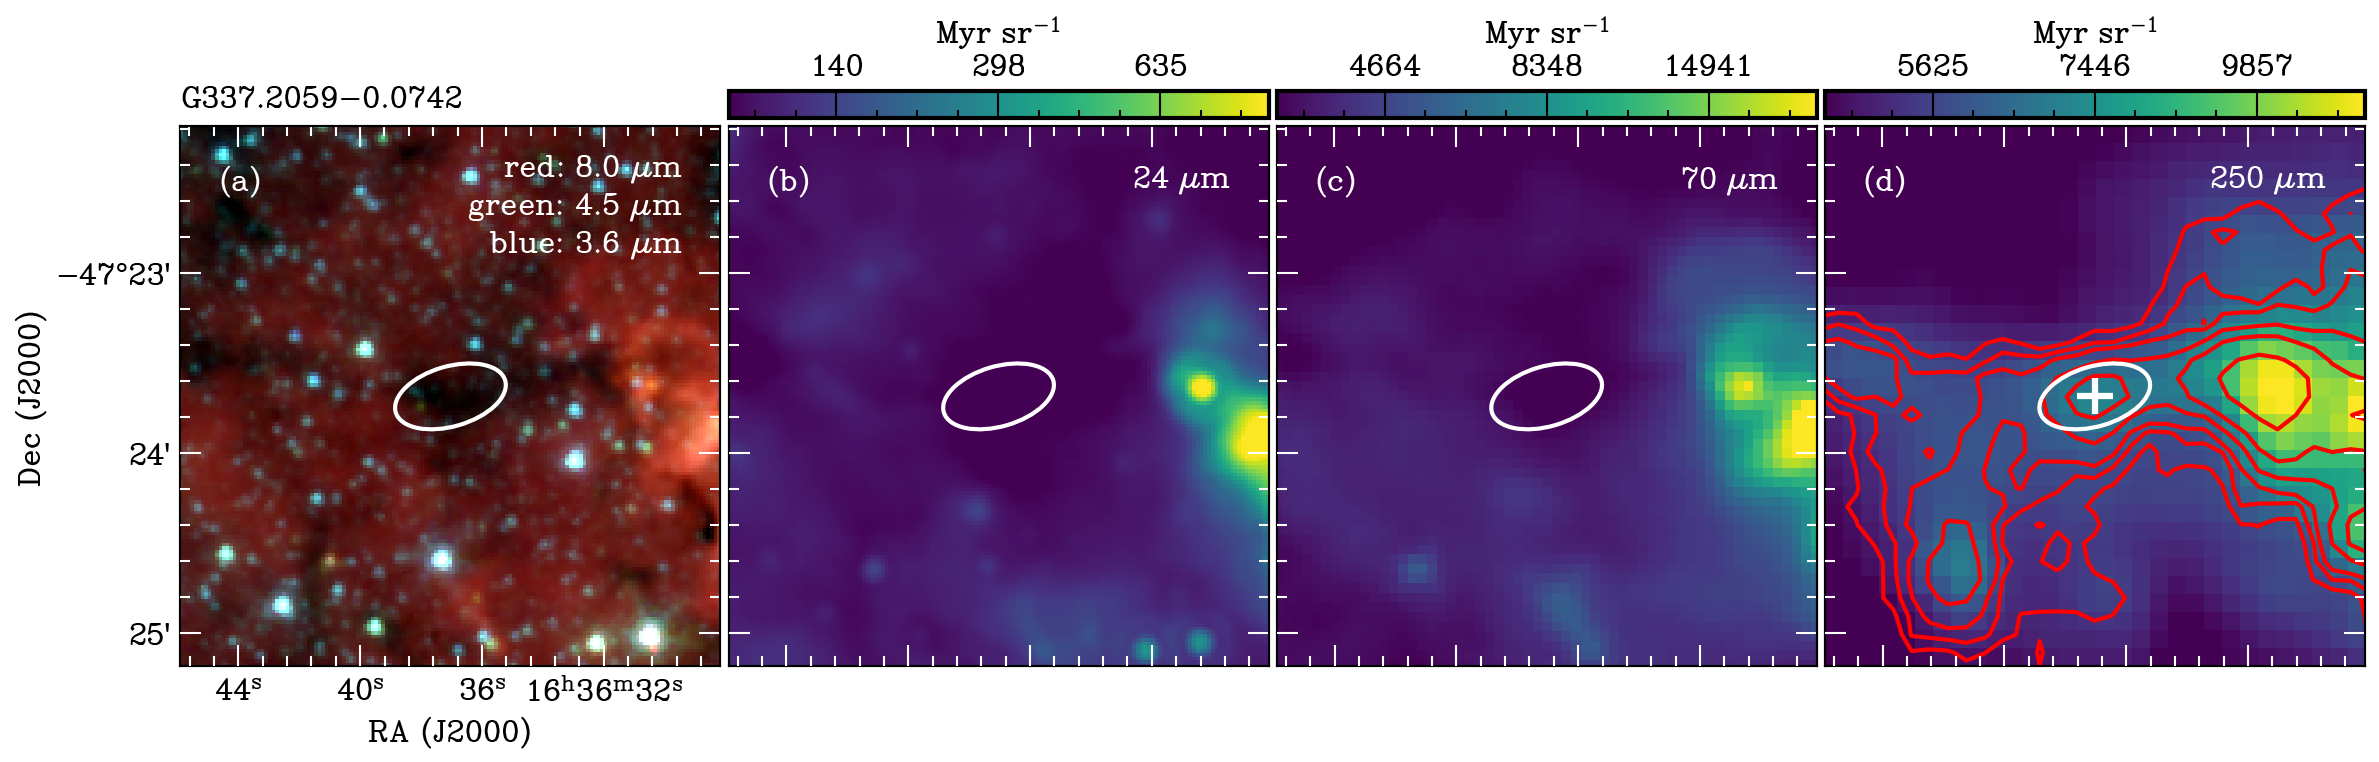 G337.2059−0.0742
(a)
red: 8.0 μm
green: 4.5 μm
blue: 3.6 μm
−47°23'
24'
25'
Dec (J2000)
44ˢ 40ˢ 36ˢ 16ʰ36ᵐ32ˢ
RA (J2000)
Myr sr⁻¹
140 298 635
(b) 24 μm
Myr sr⁻¹
4664 8348 14941
(c) 70 μm
Myr sr⁻¹
5625 7446 9857
(d) 250 μm